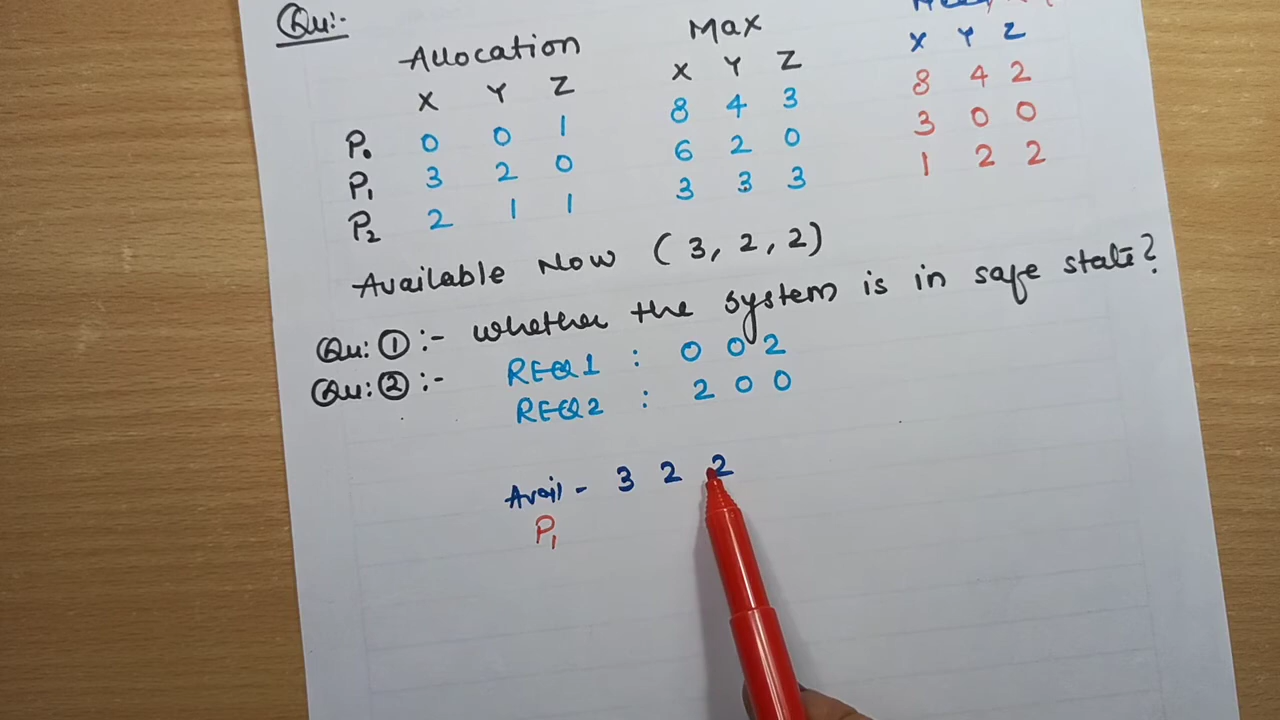 Qu:-
Allocation Max
X Y Z X Y Z X Y Z
P0 0 0 1 8 4 3 8 4 2
P1 3 2 0 6 2 0 3 0 0
P2 2 1 1 3 3 3 1 2 2
Available Now (3, 2, 2)
Qu: ① :- whether the system is in safe state?
Qu: ② :- REQ1 : 0 0 2
REQ2 : 2 0 0
Avail - 3 2 2
P1